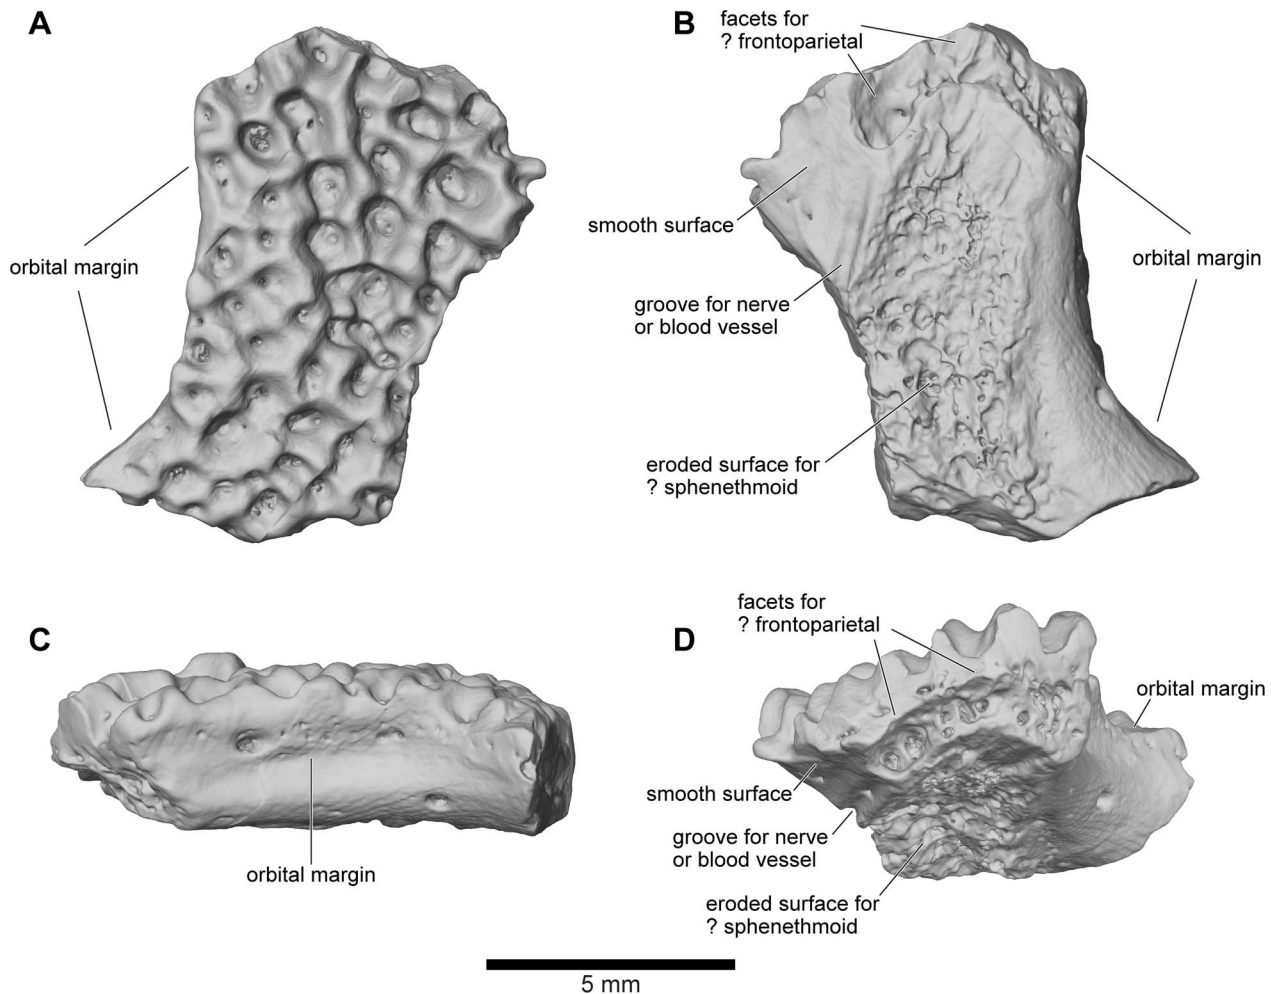 A
B
facets for
? frontoparietal
orbital margin
smooth surface
groove for nerve
or blood vessel
orbital margin
eroded surface for
? sphenethmoid
C
D
facets for
? frontoparietal
orbital margin
smooth surface
groove for nerve
or blood vessel
orbital margin
eroded surface for
? sphenethmoid
5 mm